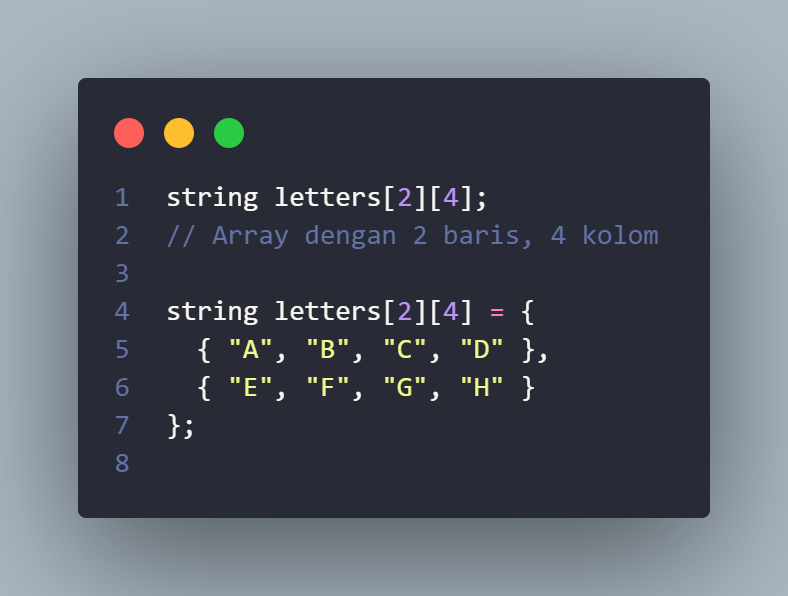 1 string letters[2][4];
2 // Array dengan 2 baris, 4 kolom
3
4 string letters[2][4] = {
5   { "A", "B", "C", "D" },
6   { "E", "F", "G", "H" }
7 };
8